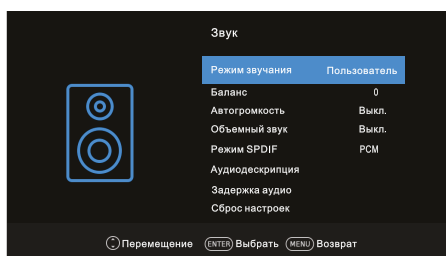 Звук
Режим звучания Пользователь
Баланс 0
Автогромкость Выкл.
Объемный звук Выкл.
Режим SPDIF PCM
Аудиодескрипция
Задержка аудио
Сброс настроек
Перемещение ENTER Выбрать MENU Возврат